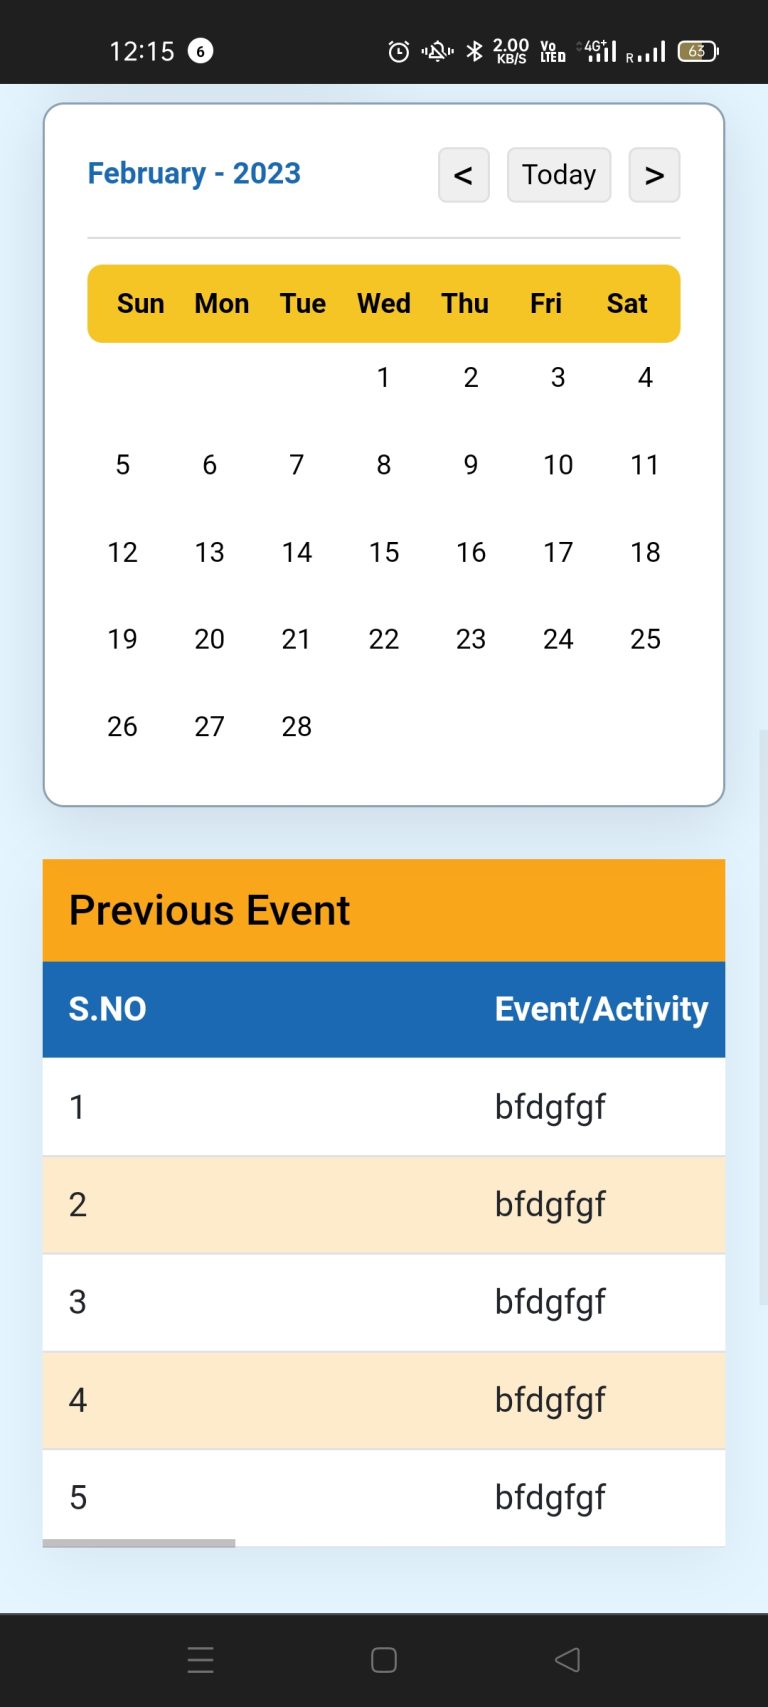 12:15 6 2.00 KB/S Vo LTED 4G+ R 63
February - 2023 < Today >
Sun Mon Tue Wed Thu Fri Sat
1 2 3 4
5 6 7 8 9 10 11
12 13 14 15 16 17 18
19 20 21 22 23 24 25
26 27 28
Previous Event
S.NO Event/Activity
1 bfdgfgf
2 bfdgfgf
3 bfdgfgf
4 bfdgfgf
5 bfdgfgf